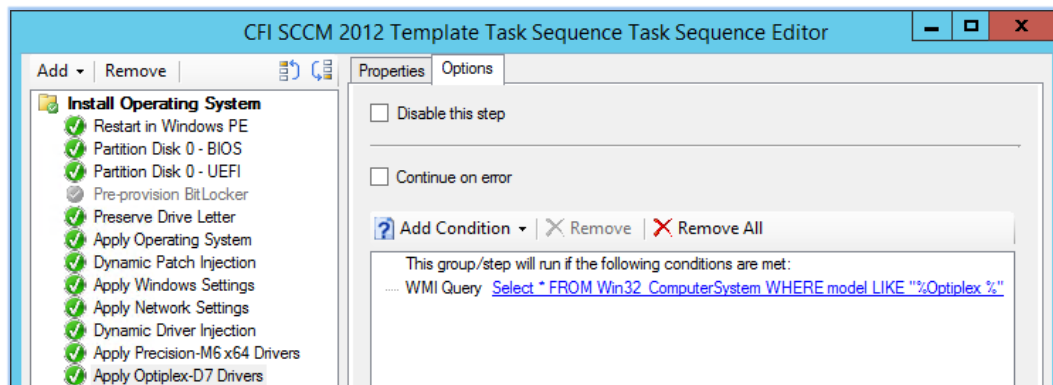 CFI SCCM 2012 Template Task Sequence Task Sequence Editor
Add Remove
Properties Options
Install Operating System
Restart in Windows PE
Partition Disk 0 - BIOS
Partition Disk 0 - UEFI
Pre-provision BitLocker
Preserve Drive Letter
Apply Operating System
Dynamic Patch Injection
Apply Windows Settings
Apply Network Settings
Dynamic Driver Injection
Apply Precision-M6 x64 Drivers
Apply Optiplex-D7 Drivers
Disable this step
Continue on error
Add Condition Remove Remove All
This group/step will run if the following conditions are met:
WMI Query Select * FROM Win32_ComputerSystem WHERE model LIKE "%Optiplex %"